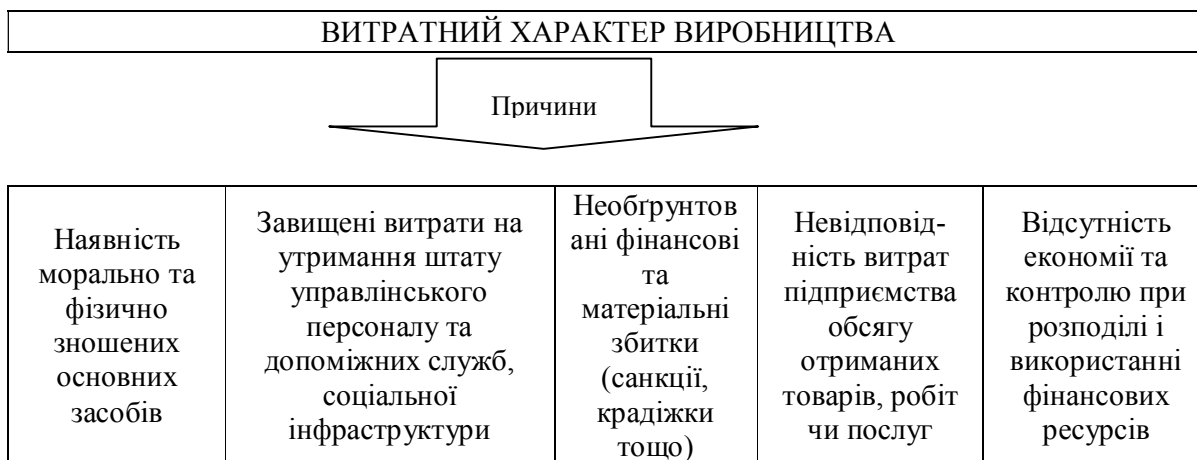 ВИТРАТНИЙ ХАРАКТЕР ВИРОБНИЦТВА
Причини
Наявність
морально та
фізично
зношених
основних
засобів
Завищені витрати на
утримання штату
управлінського
персоналу та
допоміжних служб,
соціальної
інфраструктури
Необґрунтов
ані фінансові
та
матеріальні
збитки
(санкції,
крадіжки
тощо)
Невідповід-
ність витрат
підприємства
обсягу
отриманих
товарів, робіт
чи послуг
Відсутність
економії та
контролю при
розподілі і
використанні
фінансових
ресурсів